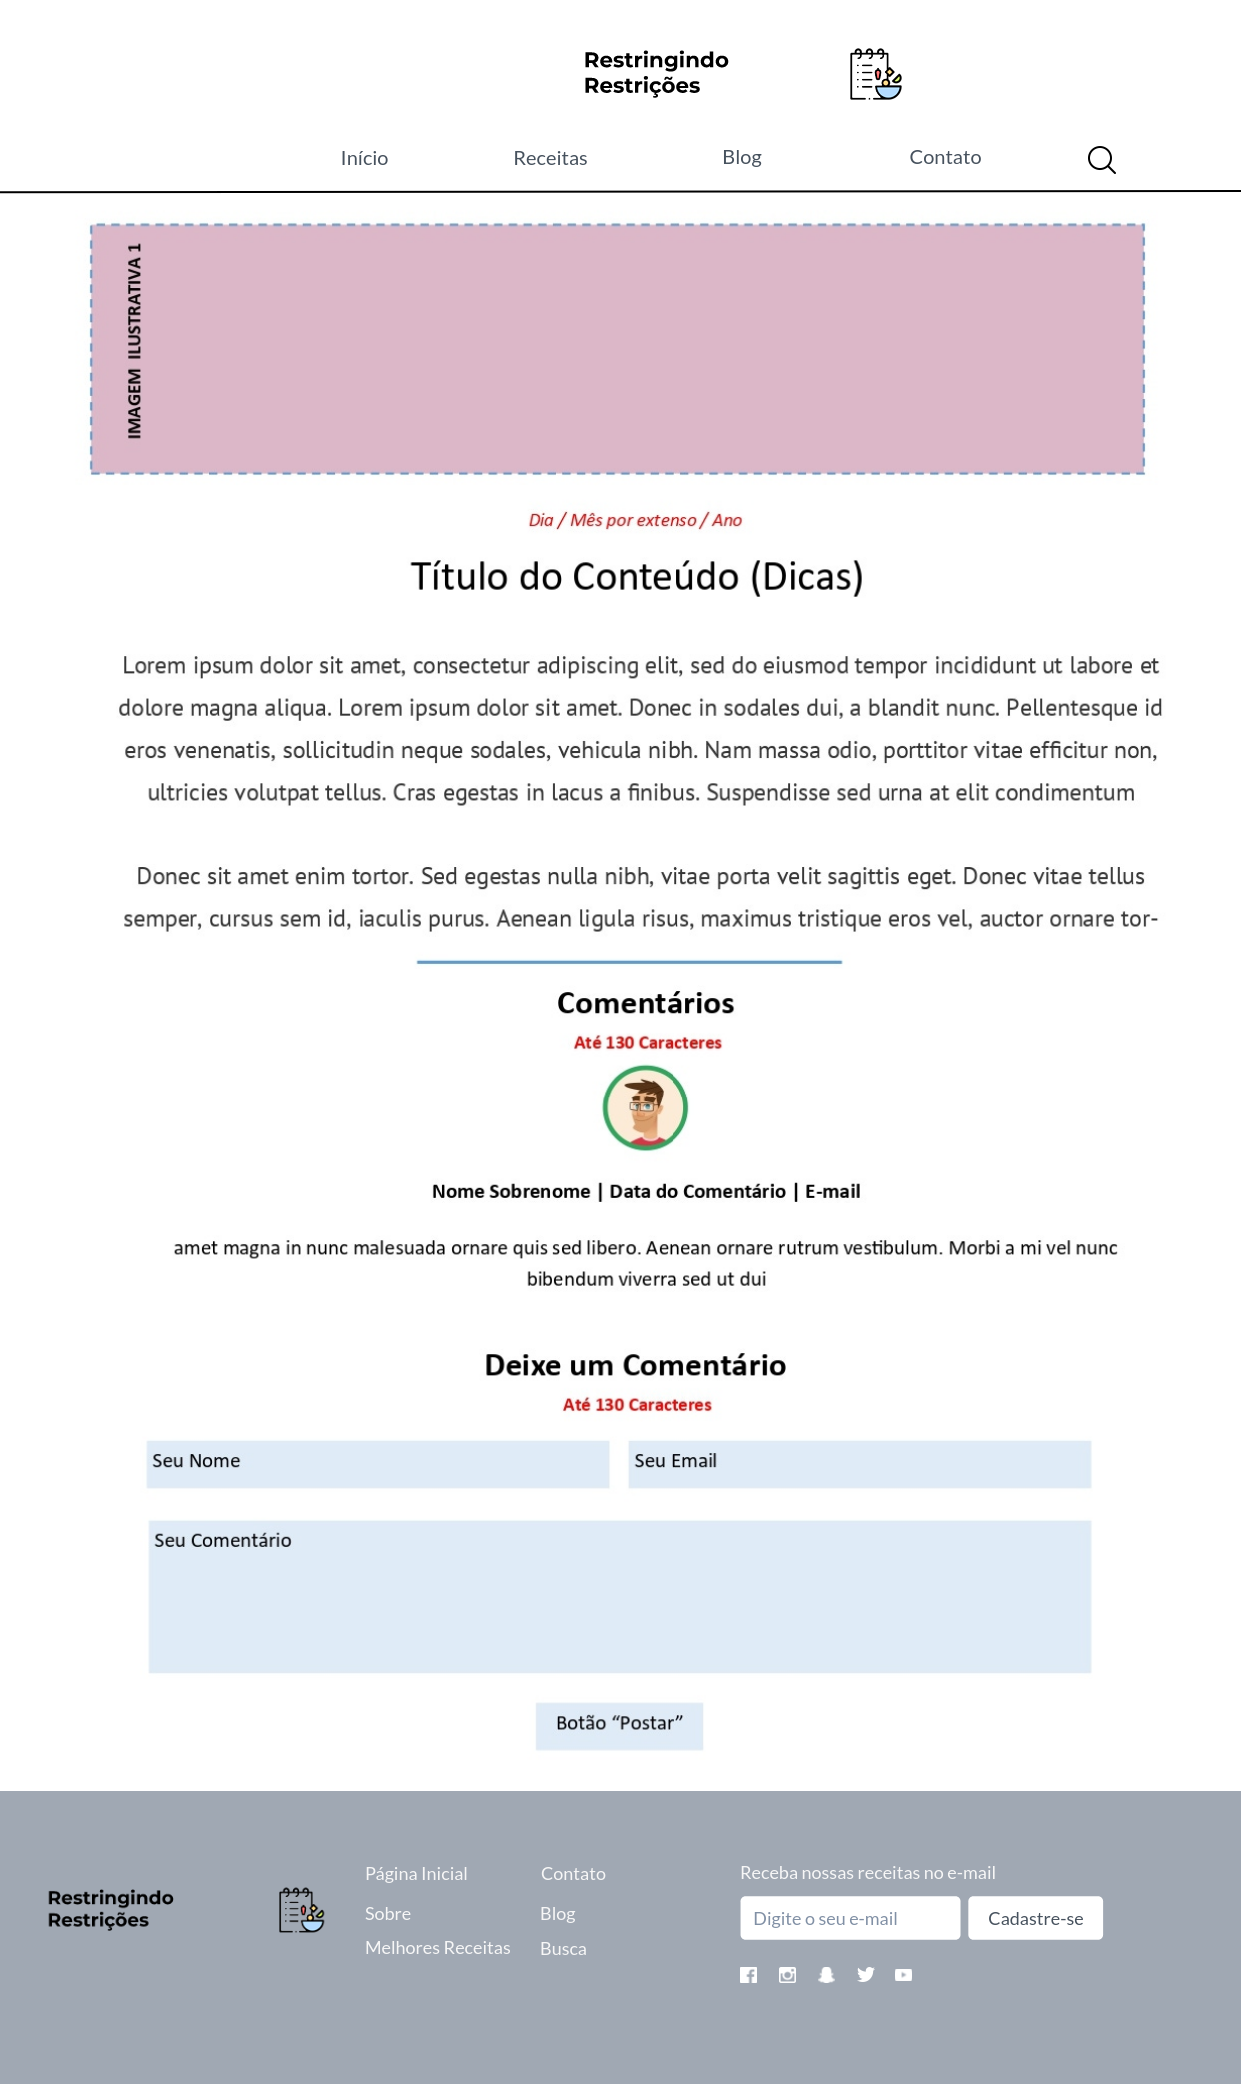 Restringindo
Restrições
Início Receitas Blog Contato
IMAGEM ILUSTRATIVA 1
Dia / Mês por extenso / Ano
Título do Conteúdo (Dicas)
Lorem ipsum dolor sit amet, consectetur adipiscing elit, sed do eiusmod tempor incididunt ut labore et
dolore magna aliqua. Lorem ipsum dolor sit amet. Donec in sodales dui, a blandit nunc. Pellentesque id
eros venenatis, sollicitudin neque sodales, vehicula nibh. Nam massa odio, porttitor vitae efficitur non,
ultricies volutpat tellus. Cras egestas in lacus a finibus. Suspendisse sed urna at elit condimentum
Donec sit amet enim tortor. Sed egestas nulla nibh, vitae porta velit sagittis eget. Donec vitae tellus
semper, cursus sem id, iaculis purus. Aenean ligula risus, maximus tristique eros vel, auctor ornare tor-
Comentários
Até 130 Caracteres
Nome Sobrenome | Data do Comentário | E-mail
amet magna in nunc malesuada ornare quis sed libero. Aenean ornare rutrum vestibulum. Morbi a mi vel nunc
bibendum viverra sed ut dui
Deixe um Comentário
Até 130 Caracteres
Seu Nome Seu Email
Seu Comentário
Botão “Postar”
Restringindo
Restrições
Página Inicial Contato
Sobre Blog
Melhores Receitas Busca
Receba nossas receitas no e-mail
Digite o seu e-mail Cadastre-se